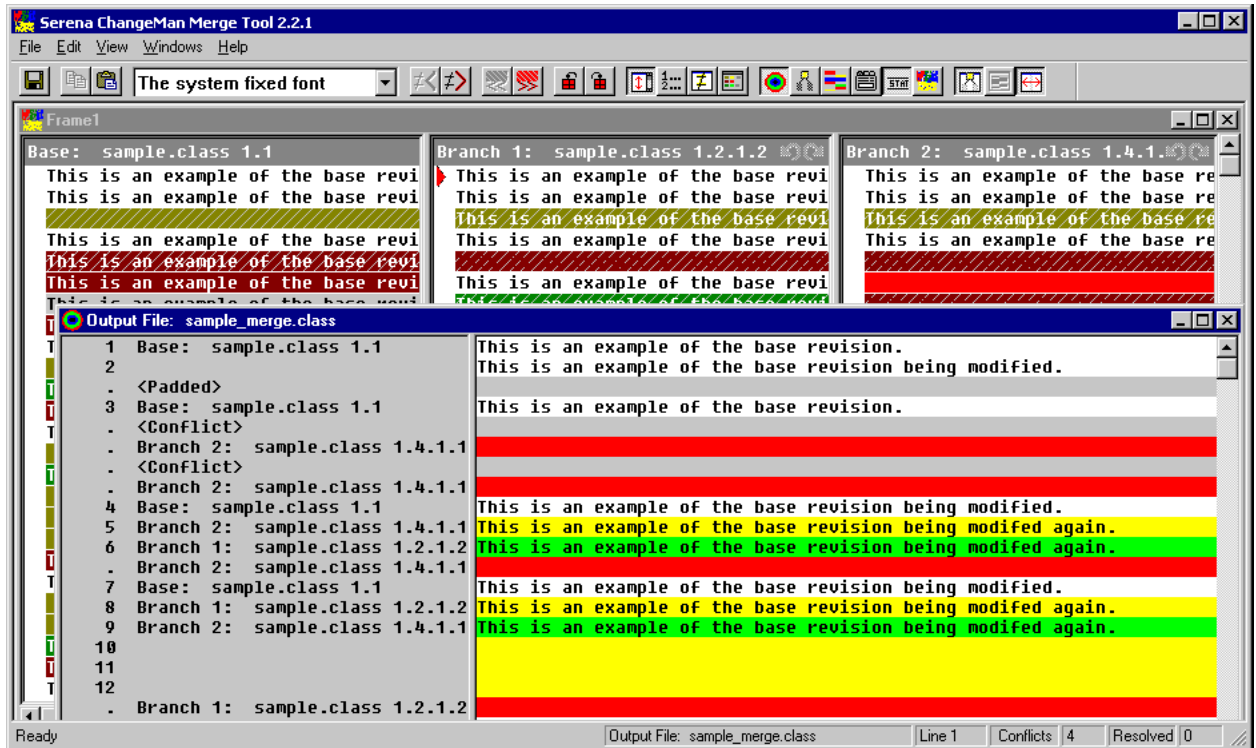 Serena ChangeMan Merge Tool 2.2.1
File Edit View Windows Help
The system fixed font
Frame1
Base: sample.class 1.1
This is an example of the base revi
This is an example of the base revi
This is an example of the base revi
This is an example of the base revi
This is an example of the base revi
Branch 1: sample.class 1.2.1.2
This is an example of the base revi
This is an example of the base revi
This is an example of the base revi
This is an example of the base revi
This is an example of the base revi
Branch 2: sample.class 1.4.1.
This is an example of the base re
This is an example of the base re
This is an example of the base re
This is an example of the base re
Output File: sample_merge.class
1 Base: sample.class 1.1 This is an example of the base revision.
2 This is an example of the base revision being modified.
. <Padded>
3 Base: sample.class 1.1 This is an example of the base revision.
. <Conflict>
. Branch 2: sample.class 1.4.1.1
. <Conflict>
. Branch 2: sample.class 1.4.1.1
4 Base: sample.class 1.1 This is an example of the base revision being modified.
5 Branch 2: sample.class 1.4.1.1 This is an example of the base revision being modifed again.
6 Branch 1: sample.class 1.2.1.2 This is an example of the base revision being modifed again.
. Branch 2: sample.class 1.4.1.1
7 Base: sample.class 1.1 This is an example of the base revision being modified.
8 Branch 1: sample.class 1.2.1.2 This is an example of the base revision being modifed again.
9 Branch 2: sample.class 1.4.1.1 This is an example of the base revision being modifed again.
10
11
12
. Branch 1: sample.class 1.2.1.2
Ready Output File: sample_merge.class Line 1 Conflicts 4 Resolved 0